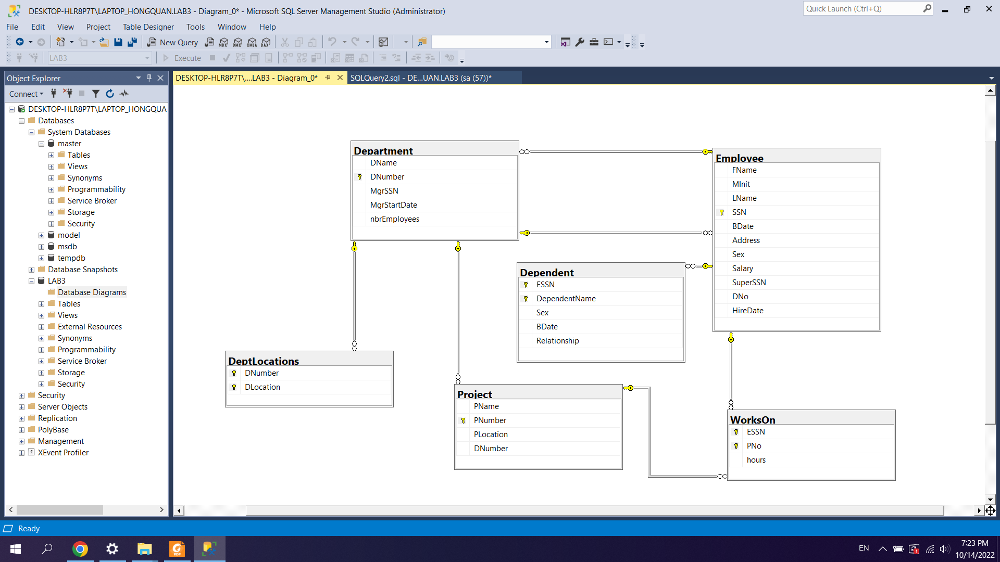 DESKTOP-HLR8P7T\LAPTOP_HONGQUAN.LAB3 - Diagram_0* - Microsoft SQL Server Management Studio (Administrator)
Quick Launch (Ctrl+Q)
File Edit View Project Table Designer Tools Window Help
New Query MDX DMX XMLA DAX
LAB3 Execute
Object Explorer
DESKTOP-HLR8P7T\....LAB3 - Diagram_0*
SQLQuery2.sql - DE...UAN.LAB3 (sa (57))*
Connect
DESKTOP-HLR8P7T\LAPTOP_HONGQUA
Databases
System Databases
master
Tables
Views
Synonyms
Programmability
Service Broker
Storage
Security
model
msdb
tempdb
Database Snapshots
LAB3
Database Diagrams
Tables
Views
External Resources
Synonyms
Programmability
Service Broker
Storage
Security
Security
Server Objects
Replication
PolyBase
Management
XEvent Profiler
Department
DName
DNumber
MgrSSN
MgrStartDate
nbrEmployees
Employee
FName
MInit
LName
SSN
BDate
Address
Sex
Salary
SuperSSN
DNo
HireDate
Dependent
ESSN
DependentName
Sex
BDate
Relationship
DeptLocations
DNumber
DLocation
Project
PName
PNumber
PLocation
DNumber
WorksOn
ESSN
PNo
hours
Ready
PDF
EN
7:23 PM
10/14/2022